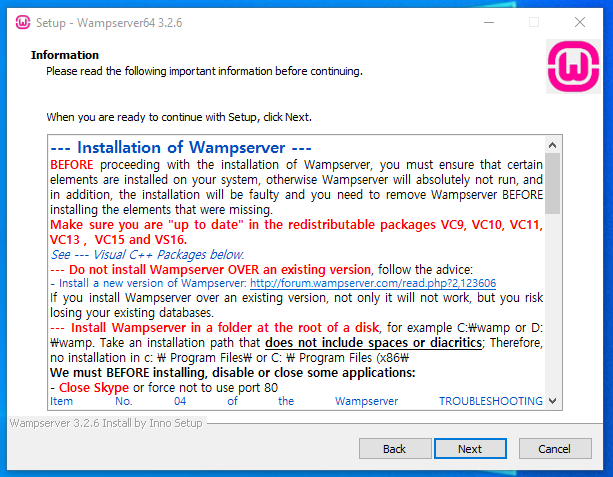 Setup - Wampserver64 3.2.6
Information
Please read the following important information before continuing.
When you are ready to continue with Setup, click Next.
--- Installation of Wampserver ---
BEFORE proceeding with the installation of Wampserver, you must ensure that certain
elements are installed on your system, otherwise Wampserver will absolutely not run, and
in addition, the installation will be faulty and you need to remove Wampserver BEFORE
installing the elements that were missing.
Make sure you are "up to date" in the redistributable packages VC9, VC10, VC11,
VC13 , VC15 and VS16.
See --- Visual C++ Packages below.
--- Do not install Wampserver OVER an existing version, follow the advice:
- Install a new version of Wampserver: http://forum.wampserver.com/read.php?2,123606
If you install Wampserver over an existing version, not only it will not work, but you risk
losing your existing databases.
--- Install Wampserver in a folder at the root of a disk, for example C:₩wamp or D:
₩wamp. Take an installation path that does not include spaces or diacritics; Therefore,
no installation in c: ₩ Program Files₩ or C: ₩ Program Files (x86₩
We must BEFORE installing, disable or close some applications:
- Close Skype or force not to use port 80
Item No. 04 of the Wampserver TROUBLESHOOTING
Wampserver 3.2.6 Install by Inno Setup
Back
Next
Cancel